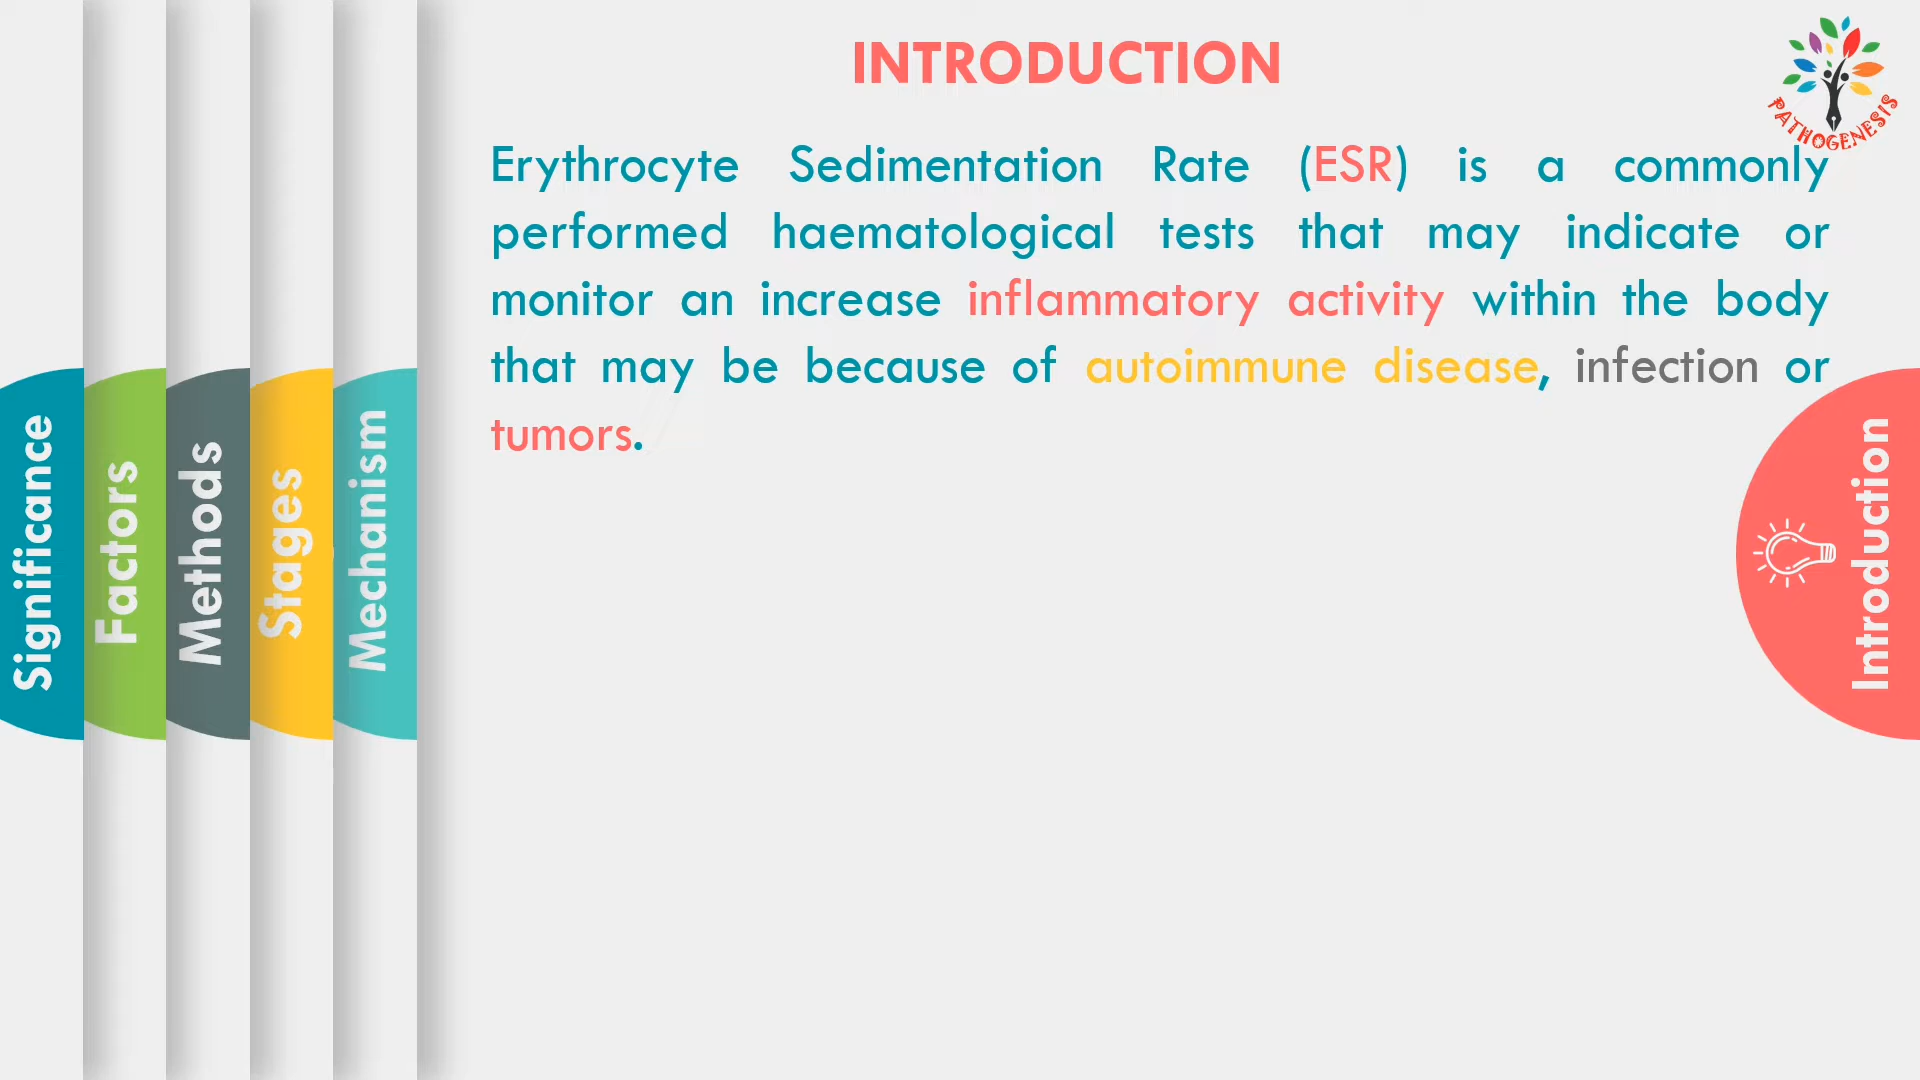 INTRODUCTION
PATHOGENESIS
Erythrocyte Sedimentation Rate (ESR) is a commonly
performed haematological tests that may indicate or
monitor an increase inflammatory activity within the body
that may be because of autoimmune disease, infection or
tumors.
Significance
Factors
Methods
Stages
Mechanism
Introduction